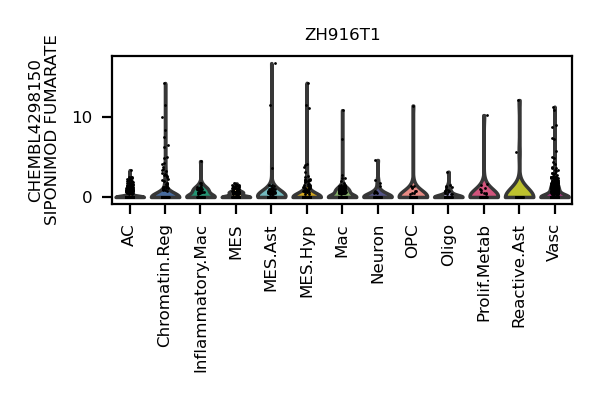 ZH916T1
CHEMBL4298150
SIPONIMOD FUMARATE
10
0
AC
Chromatin.Reg
Inflammatory.Mac
MES
MES.Ast
MES.Hyp
Mac
Neuron
OPC
Oligo
Prolif.Metab
Reactive.Ast
Vasc